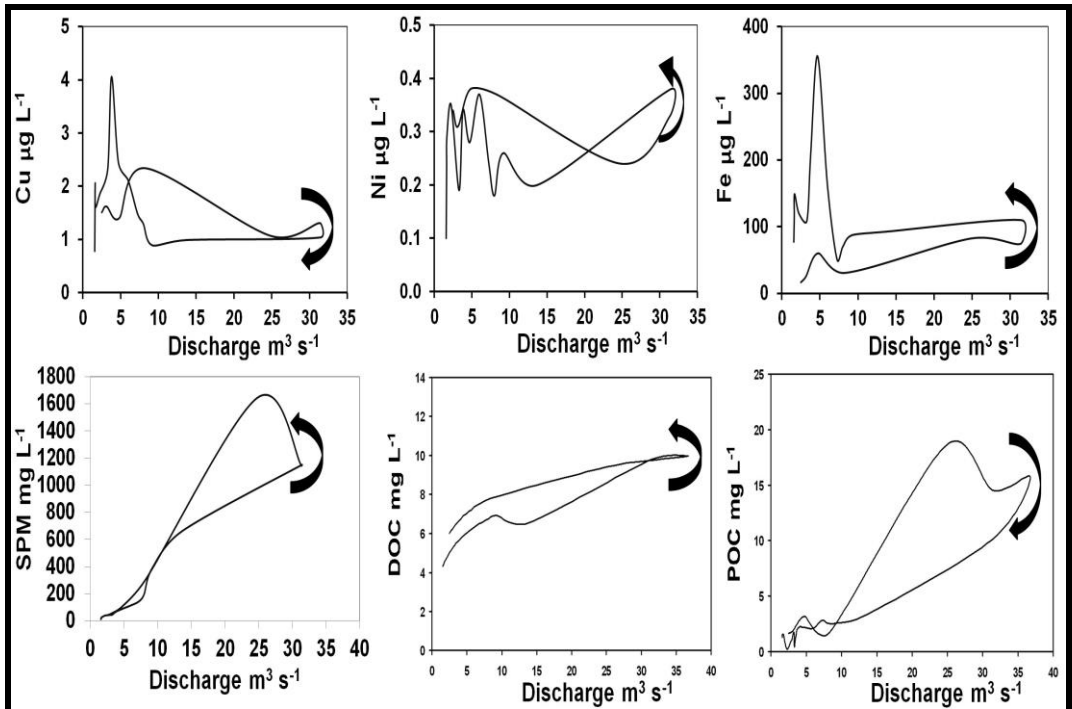 Cu µg L⁻¹
5
4
3
2
1
0
0 5 10 15 20 25 30 35
Discharge m³ s⁻¹
Ni µg L⁻¹
0.5
0.4
0.3
0.2
0.1
0.0
0 5 10 15 20 25 30 35
Discharge m³ s⁻¹
Fe µg L⁻¹
400
300
200
100
0
0 5 10 15 20 25 30 35
Discharge m³ s⁻¹
SPM mg L⁻¹
1800
1600
1400
1200
1000
800
600
400
200
0
0 5 10 15 20 25 30 35
Discharge m³ s⁻¹
DOC mg L⁻¹
14
12
10
8
6
4
2
0
0 5 10 15 20 25 30 35 40
Discharge m³ s⁻¹
POC mg L⁻¹
25
20
15
10
5
0
0 5 10 15 20 25 30 35 40
Discharge m³ s⁻¹